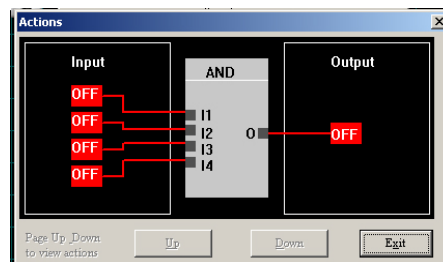 Actions
Input
AND
Output
OFF
I1
OFF
I2
O
OFF
OFF
I3
OFF
I4
Page Up ,Down
to view actions
Up
Down
Exit